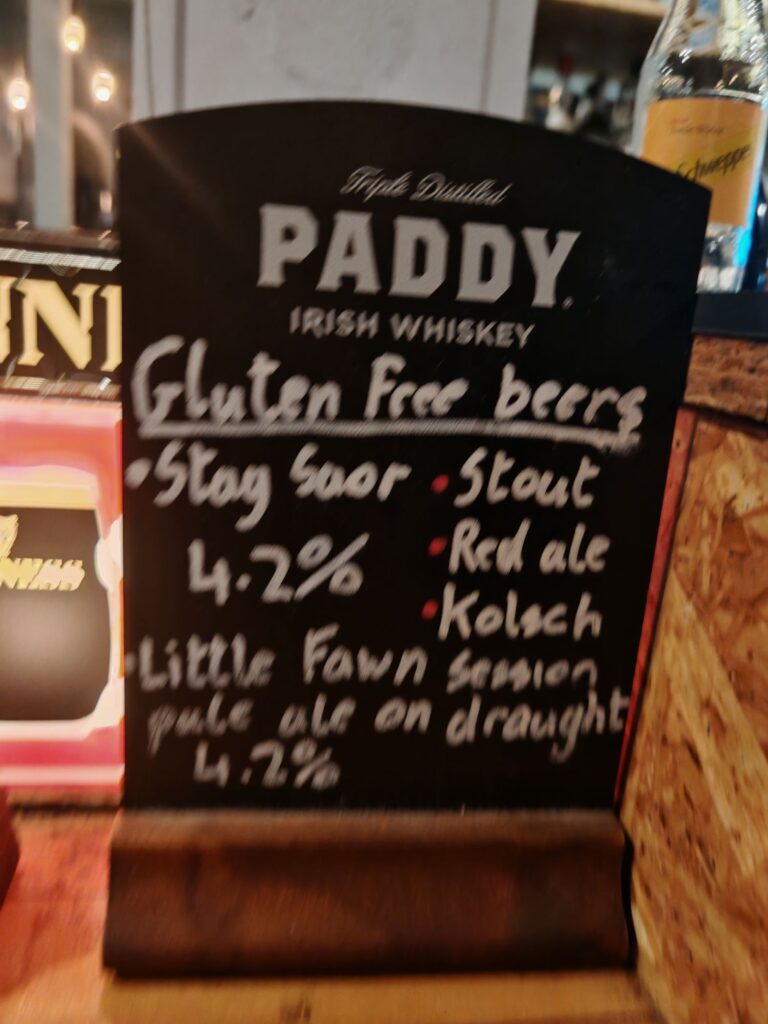 Triple Distilled
PADDY
IRISH WHISKEY
Gluten Free beers
• Stag Saor
4.2%
• Stout
• Red ale
• Kolsch
• Little Fawn session
pale ale on draught
4.2%
Schweppe